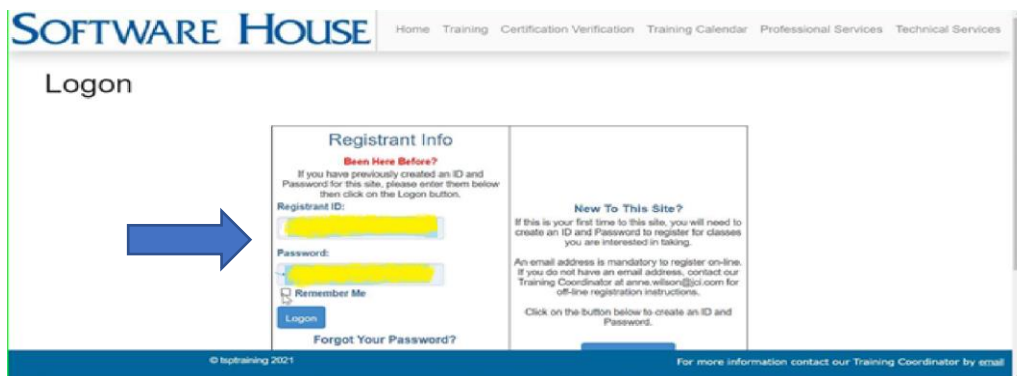 SOFTWARE HOUSE
Home Training Certification Verification Training Calendar Professional Services Technical Services
Logon
Registrant Info
Been Here Before?
If you have previously created an ID and
Password for this site, please enter them below
then click on the Logon button.
Registrant ID:
Password:
Remember Me
Logon
Forgot Your Password?
New To This Site?
If this is your first time to this site, you will need to
create an ID and Password to register for classes
you are interested in taking.
An email address is mandatory to register on-line.
If you do not have an email address, contact our
Training Coordinator at anne.wilson@jci.com for
off-line registration instructions.
Click on the button below to create an ID and
Password.
© tsptraining 2021
For more information contact our Training Coordinator by email